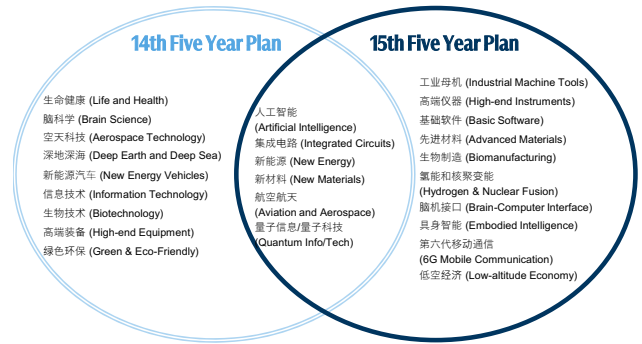 14th Five Year Plan
15th Five Year Plan
生命健康 (Life and Health)
脑科学 (Brain Science)
空天科技 (Aerospace Technology)
深地深海 (Deep Earth and Deep Sea)
新能源汽车 (New Energy Vehicles)
信息技术 (Information Technology)
生物技术 (Biotechnology)
高端装备 (High-end Equipment)
绿色环保 (Green & Eco-Friendly)
人工智能
(Artificial Intelligence)
集成电路 (Integrated Circuits)
新能源 (New Energy)
新材料 (New Materials)
航空航天
(Aviation and Aerospace)
量子信息/量子科技
(Quantum Info/Tech)
工业母机 (Industrial Machine Tools)
高端仪器 (High-end Instruments)
基础软件 (Basic Software)
先进材料 (Advanced Materials)
生物制造 (Biomanufacturing)
氢能和核聚变能
(Hydrogen & Nuclear Fusion)
脑机接口 (Brain-Computer Interface)
具身智能 (Embodied Intelligence)
第六代移动通信
(6G Mobile Communication)
低空经济 (Low-altitude Economy)